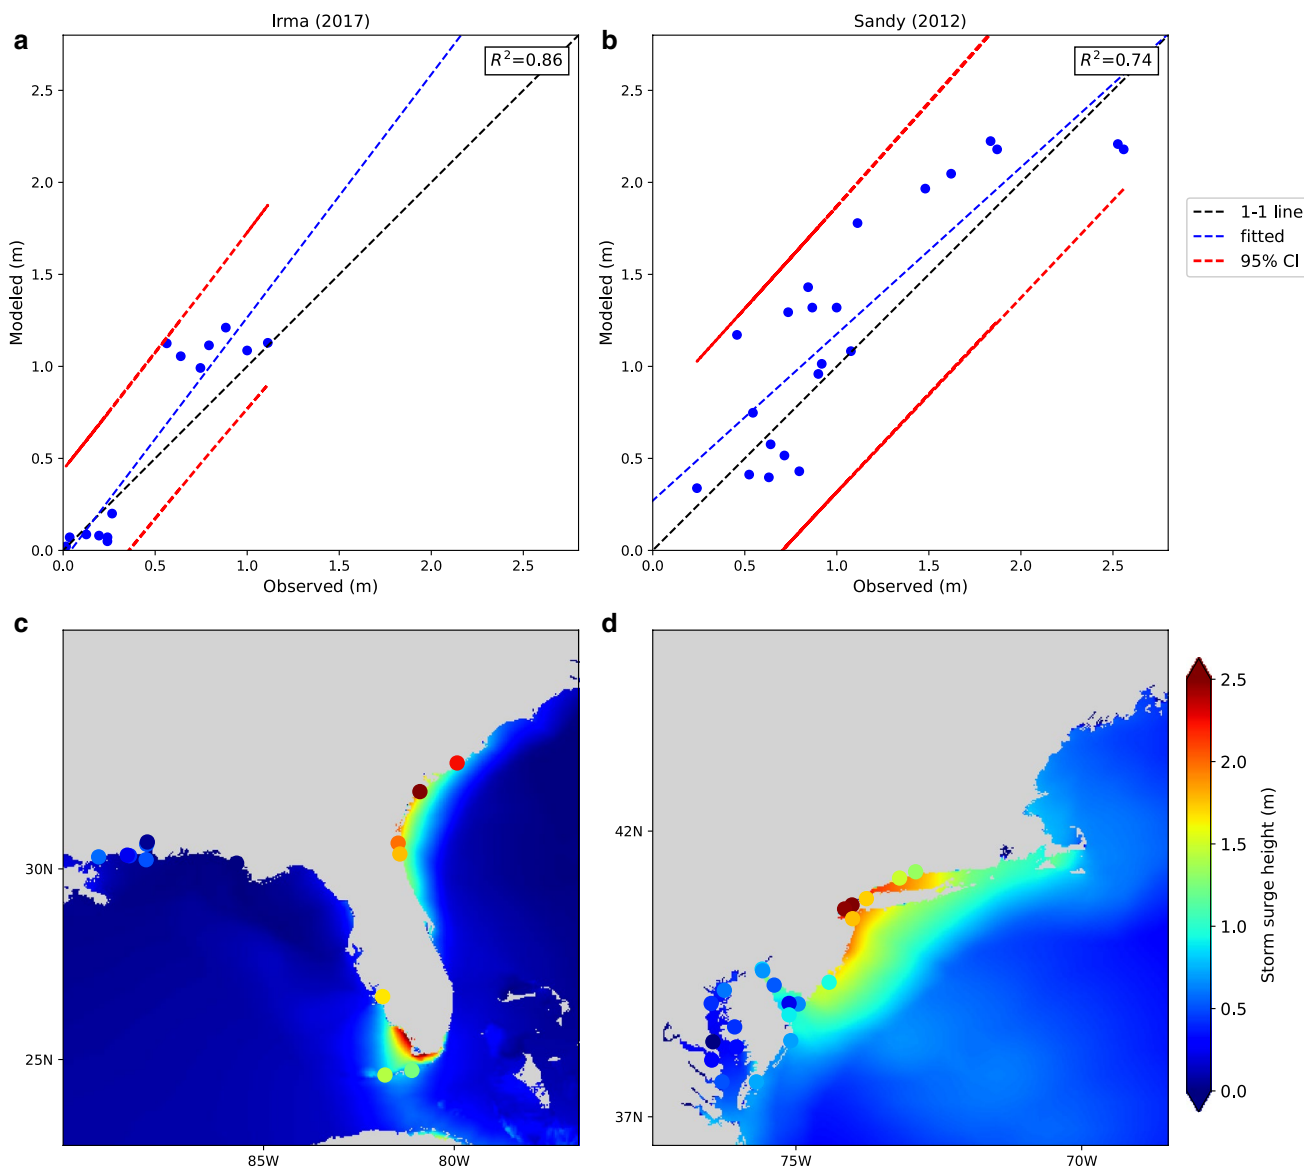 a
Irma (2017)
R²=0.86
Modeled (m)
2.5
2.0
1.5
1.0
0.5
0.0
0.0 0.5 1.0 1.5 2.0 2.5
Observed (m)
b
Sandy (2012)
R²=0.74
Modeled (m)
2.5
2.0
1.5
1.0
0.5
0.0
0.0 0.5 1.0 1.5 2.0 2.5
Observed (m)
1-1 line
fitted
95% CI
c
30N
25N
85W 80W
d
42N
37N
75W 70W
2.5
2.0
1.5
1.0
0.5
0.0
Storm surge height (m)